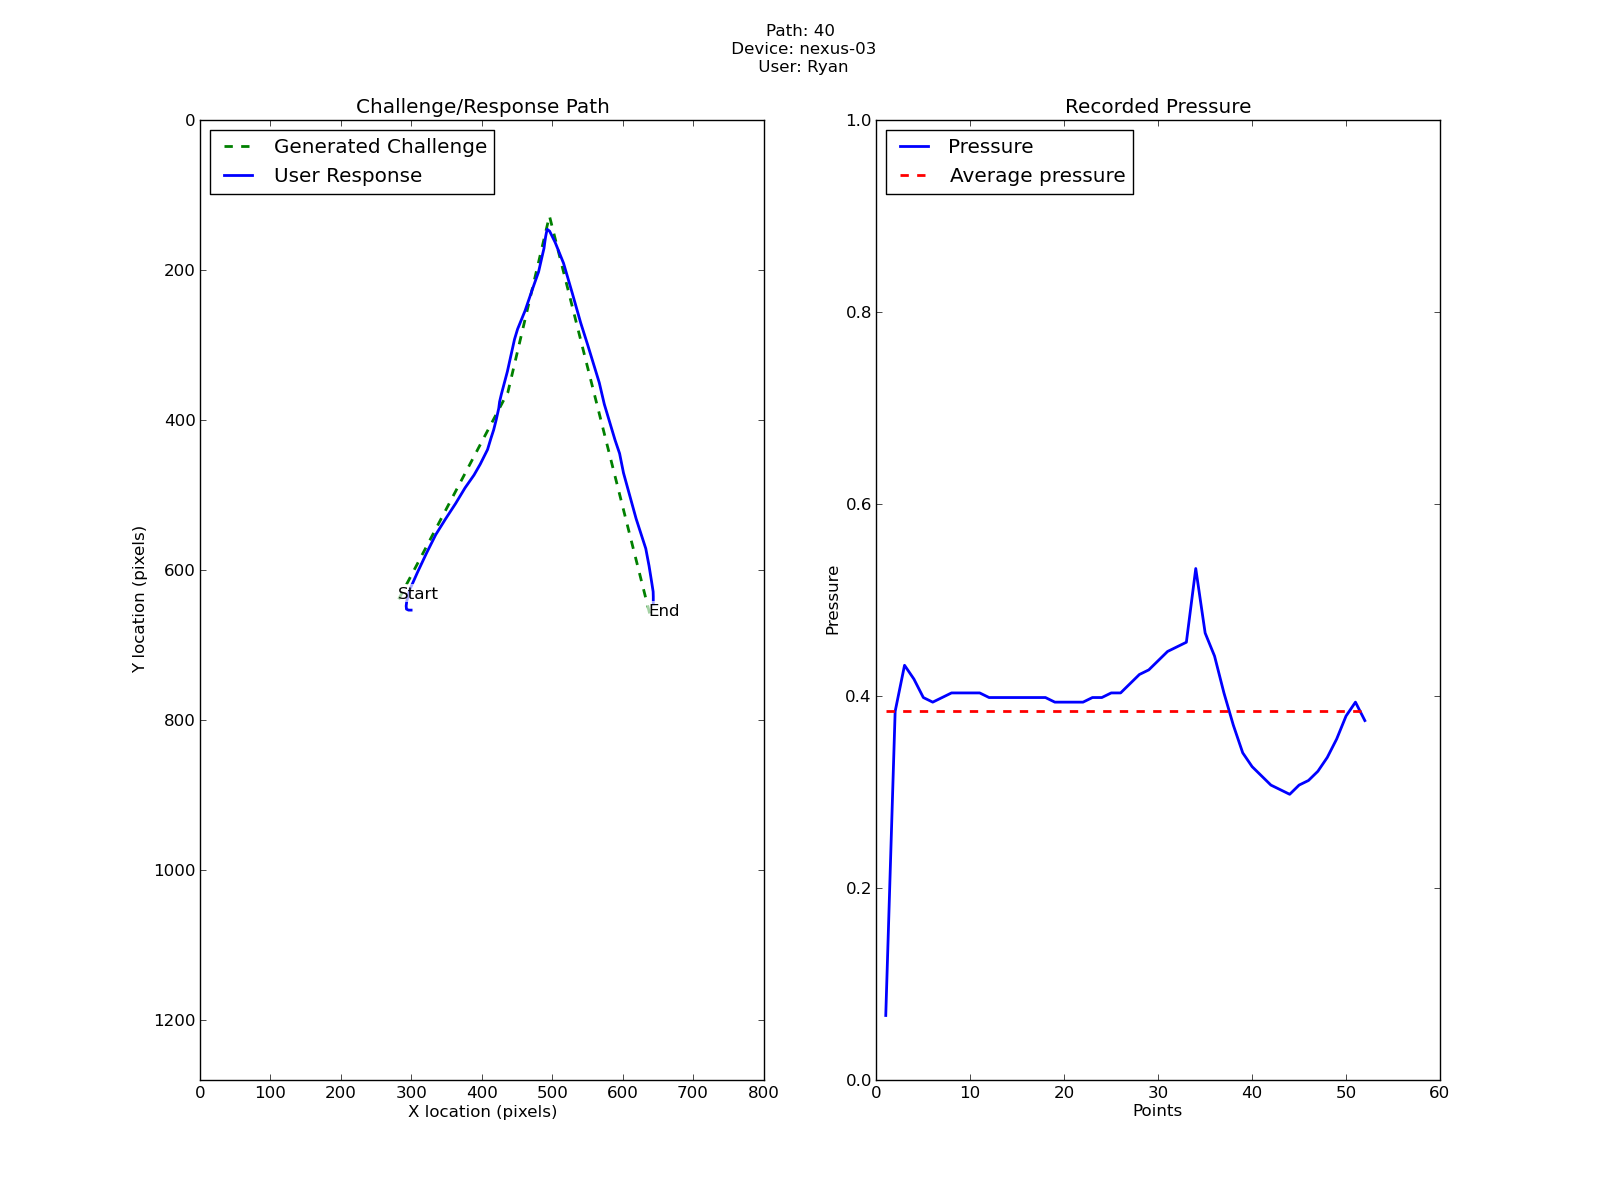 Path: 40
Device: nexus-03
User: Ryan
Challenge/Response Path
Generated Challenge
User Response
Start
End
0
200
400
600
800
1000
1200
Y location (pixels)
0 100 200 300 400 500 600 700 800
X location (pixels)
Recorded Pressure
Pressure
Average pressure
1.0
0.8
0.6
0.4
0.2
0.0
Pressure
0 10 20 30 40 50 60
Points